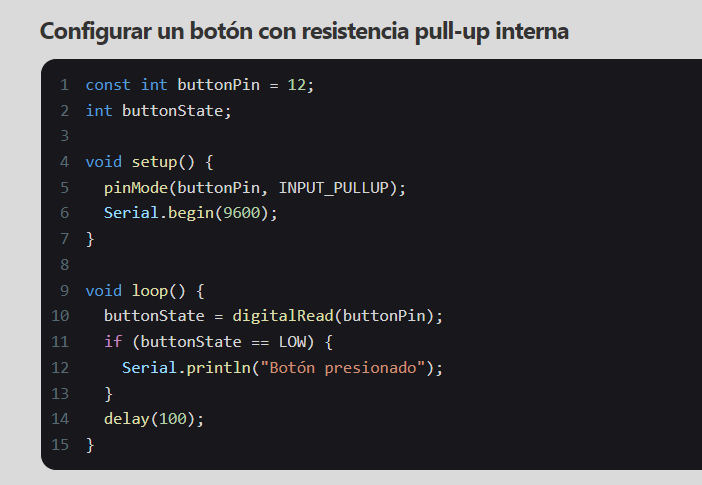 Configurar un botón con resistencia pull-up interna
1 const int buttonPin = 12;
2 int buttonState;
3
4 void setup() {
5   pinMode(buttonPin, INPUT_PULLUP);
6   Serial.begin(9600);
7 }
8
9 void loop() {
10   buttonState = digitalRead(buttonPin);
11   if (buttonState == LOW) {
12     Serial.println("Botón presionado");
13   }
14   delay(100);
15 }